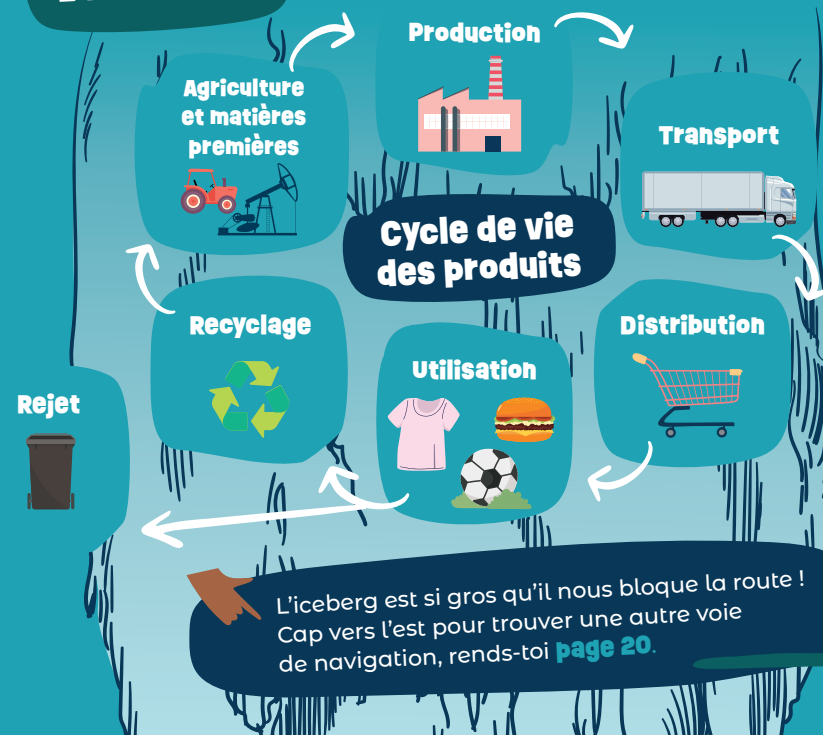 Production
Agriculture
et matières
premières
Transport
Cycle de vie
des produits
Recyclage
Distribution
Utilisation
Rejet
L'iceberg est si gros qu'il nous bloque la route !
Cap vers l'est pour trouver une autre voie
de navigation, rends-toi page 20.